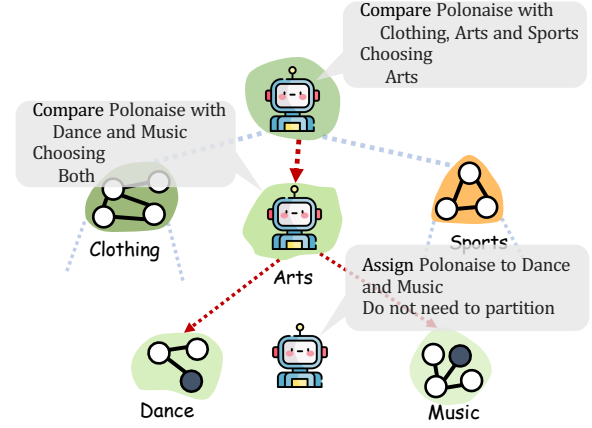 Compare Polonaise with
Clothing, Arts and Sports
Choosing
Arts
Compare Polonaise with
Dance and Music
Choosing
Both
Clothing
Arts
Sports
Assign Polonaise to Dance
and Music
Do not need to partition
Dance
Music